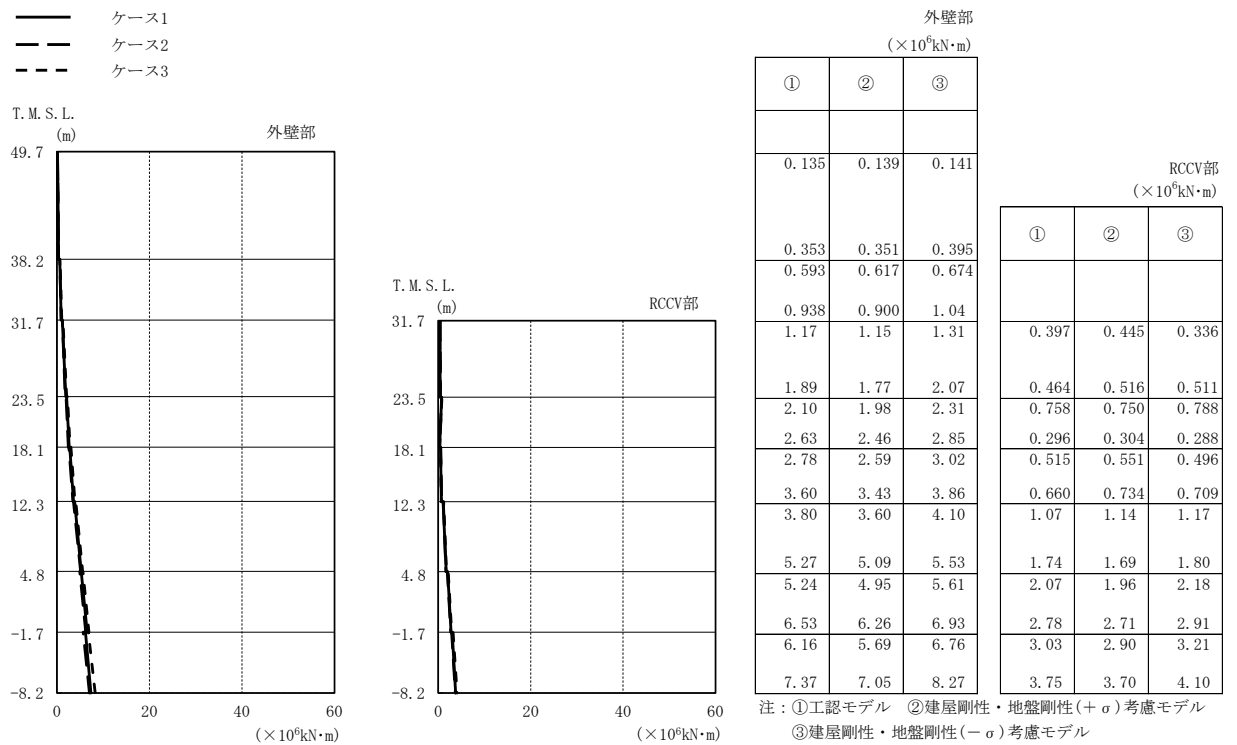 ケース1
ケース2
ケース3
T.M.S.L.
(m)
外壁部
49.7
38.2
31.7
23.5
18.1
12.3
4.8
-1.7
-8.2
0 20 40 60
(×10⁶kN・m)
T.M.S.L.
(m)
RCCV部
31.7
23.5
18.1
12.3
4.8
-1.7
-8.2
0 20 40 60
(×10⁶kN・m)
外壁部
(×10⁶kN・m)
① ② ③
0.135 0.139 0.141
0.353 0.351 0.395
0.593 0.617 0.674
0.938 0.900 1.04
1.17 1.15 1.31
1.89 1.77 2.07
2.10 1.98 2.31
2.63 2.46 2.85
2.78 2.59 3.02
3.60 3.43 3.86
3.80 3.60 4.10
5.27 5.09 5.53
5.24 4.95 5.61
6.53 6.26 6.93
6.16 5.69 6.76
7.37 7.05 8.27
RCCV部
(×10⁶kN・m)
① ② ③
0.397 0.445 0.336
0.464 0.516 0.511
0.758 0.750 0.788
0.296 0.304 0.288
0.515 0.551 0.496
0.660 0.734 0.709
1.07 1.14 1.17
1.74 1.69 1.80
2.07 1.96 2.18
2.78 2.71 2.91
3.03 2.90 3.21
3.75 3.70 4.10
注：①工認モデル ②建屋剛性・地盤剛性(+σ)考慮モデル
③建屋剛性・地盤剛性(-σ)考慮モデル